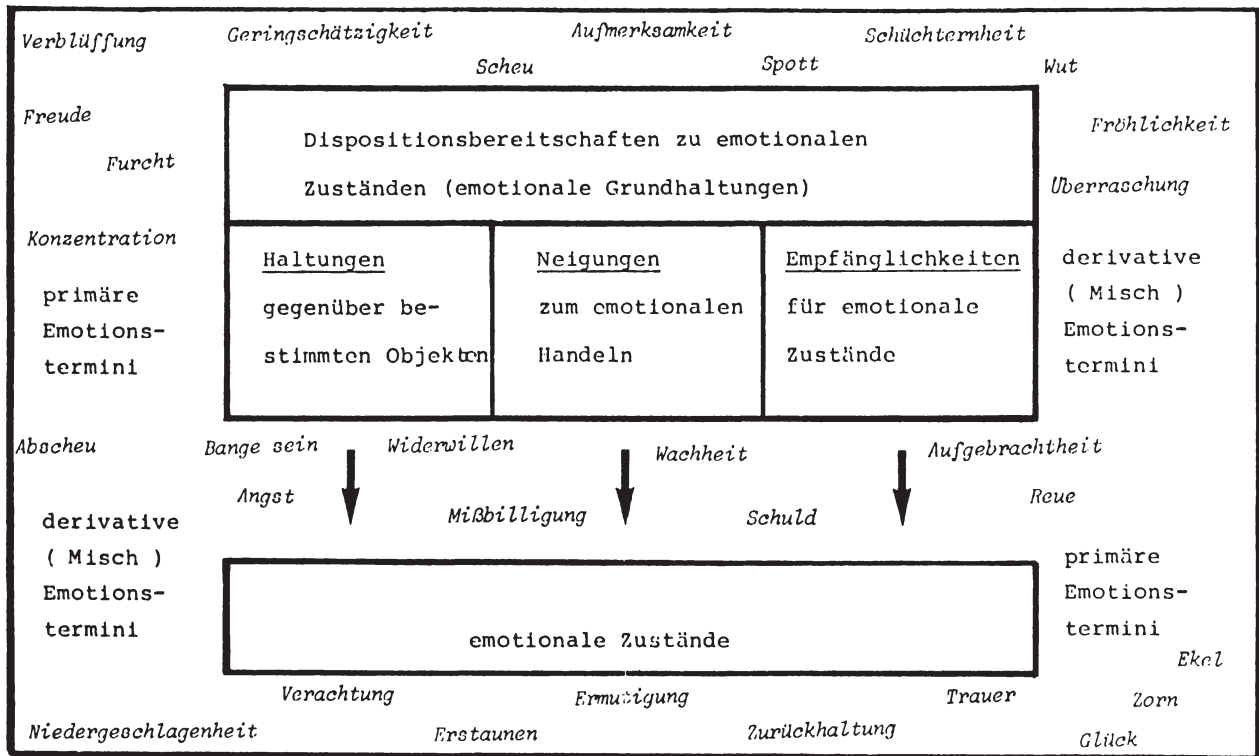 Verblüffung Geringschätzigkeit Aufmerksamkeit Schüchternheit
Scheu Spott Wut
Freude Fröhlichkeit
Furcht
Dispositionsbereitschaften zu emotionalen
Zuständen (emotionale Grundhaltungen)
Überraschung
Konzentration
primäre
Emotions-
termini
Haltungen
gegenüber be-
stimmten Objekten
Neigungen
zum emotionalen
Handeln
Empfänglichkeiten
für emotionale
Zustände
derivative
( Misch )
Emotions-
termini
Abscheu Bange sein Widerwillen Wachheit Aufgebrachtheit
Angst Mißbilligung Schuld Reue
derivative
( Misch )
Emotions-
termini
emotionale Zustände
primäre
Emotions-
termini
Ekel
Verachtung Ermutigung Trauer Zorn
Niedergeschlagenheit Erstaunen Zurückhaltung Glück